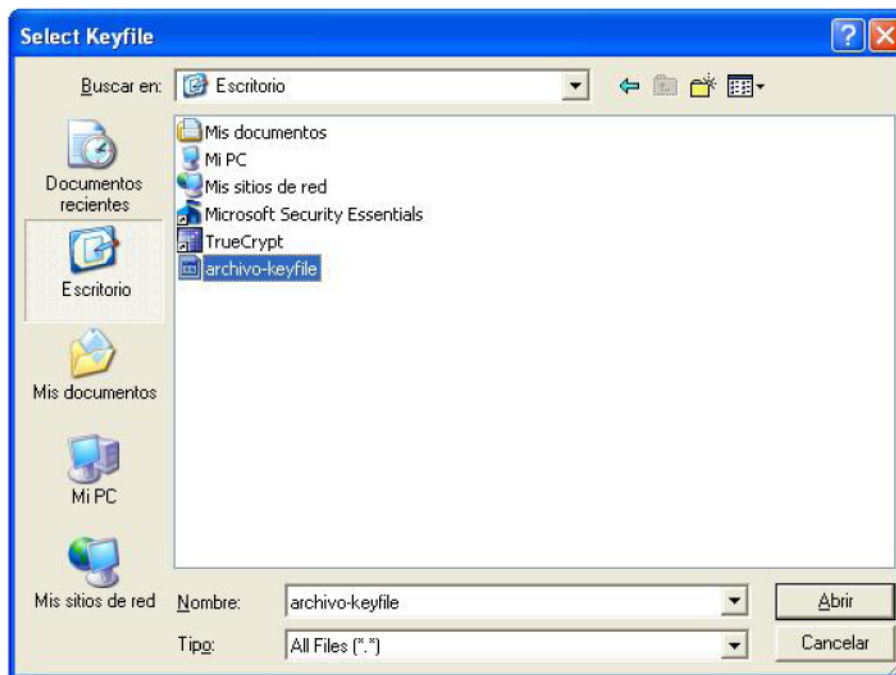 Select Keyfile
Buscar en:
Escritorio
Documentos
recientes
Escritorio
Mis documentos
Mi PC
Mis sitios de red
Mis documentos
Mi PC
Mis sitios de red
Microsoft Security Essentials
TrueCrypt
archivo-keyfile
Nombre:
archivo-keyfile
Abrir
Tipo:
All Files (*.*)
Cancelar